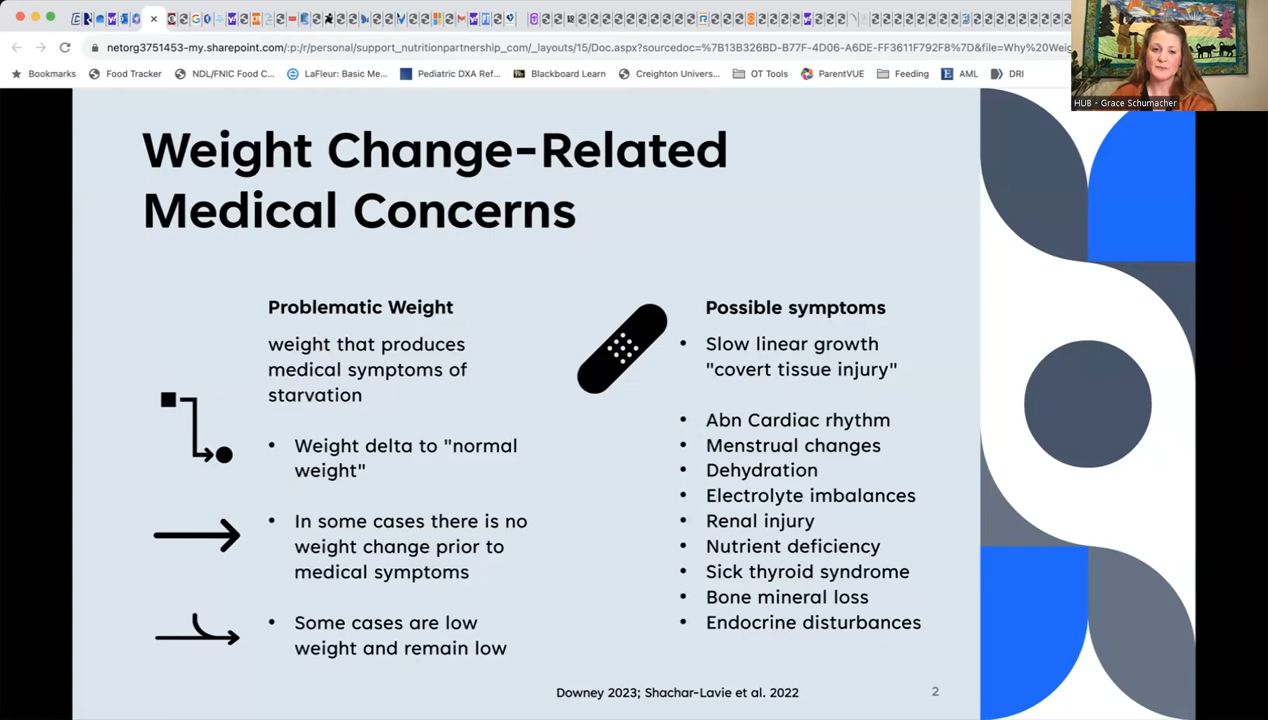 netorg3751453-my.sharepoint.com/:p:/r/personal/support_nutritionpartnership_com/_layouts/15/Doc.aspx?sourcedoc=%7B13B326BD-B77F-4D06-A6DE-FF3611F792F8%7D&file=Why%20Weig
Bookmarks Food Tracker NDL/FNIC Food C... LaFleur: Basic Me... Pediatric DXA Ref... Blackboard Learn Creighton Univers... OT Tools ParentVUE Feeding AML DRI
HUB - Grace Schumacher
Weight Change-Related
Medical Concerns
Problematic Weight
weight that produces
medical symptoms of
starvation
• Weight delta to "normal
weight"
• In some cases there is no
weight change prior to
medical symptoms
• Some cases are low
weight and remain low
Possible symptoms
• Slow linear growth
"covert tissue injury"
• Abn Cardiac rhythm
• Menstrual changes
• Dehydration
• Electrolyte imbalances
• Renal injury
• Nutrient deficiency
• Sick thyroid syndrome
• Bone mineral loss
• Endocrine disturbances
Downey 2023; Shachar-Lavie et al. 2022
2